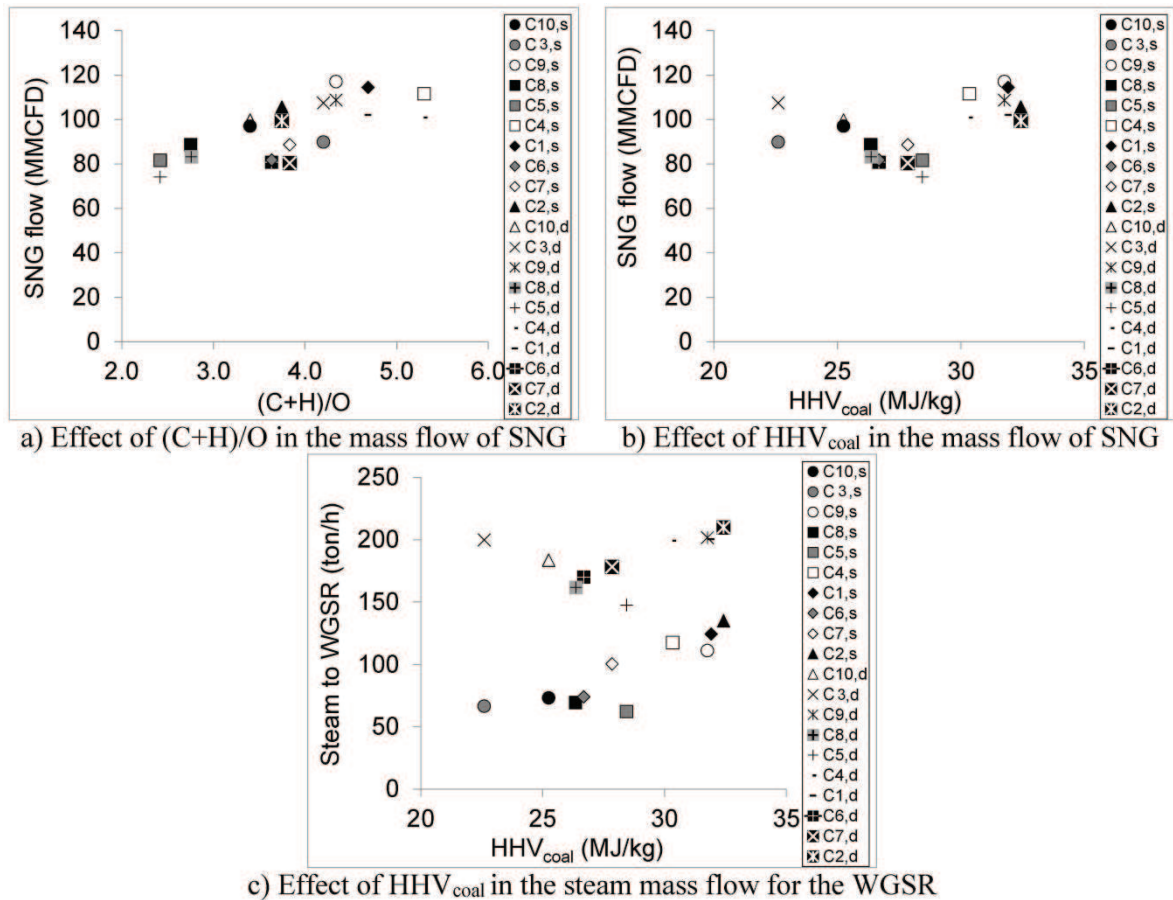 SNG flow (MMCFD)
140
120
100
80
60
40
20
0
2.0 3.0 4.0 5.0 6.0
(C+H)/O
C10,s
C 3,s
C9,s
C8,s
C5,s
C4,s
C1,s
C6,s
C7,s
C2,s
C10,d
C 3,d
C9,d
C8,d
C5,d
C4,d
C1,d
C6,d
C7,d
C2,d
a) Effect of (C+H)/O in the mass flow of SNG
SNG flow (MMCFD)
140
120
100
80
60
40
20
0
20 25 30 35
HHVcoal (MJ/kg)
C10,s
C 3,s
C9,s
C8,s
C5,s
C4,s
C1,s
C6,s
C7,s
C2,s
C10,d
C 3,d
C9,d
C8,d
C5,d
C4,d
C1,d
C6,d
C7,d
C2,d
b) Effect of HHVcoal in the mass flow of SNG
Steam to WGSR (ton/h)
250
200
150
100
50
0
20 25 30 35
HHVcoal (MJ/kg)
C10,s
C 3,s
C9,s
C8,s
C5,s
C4,s
C1,s
C6,s
C7,s
C2,s
C10,d
C 3,d
C9,d
C8,d
C5,d
C4,d
C1,d
C6,d
C7,d
C2,d
c) Effect of HHVcoal in the steam mass flow for the WGSR